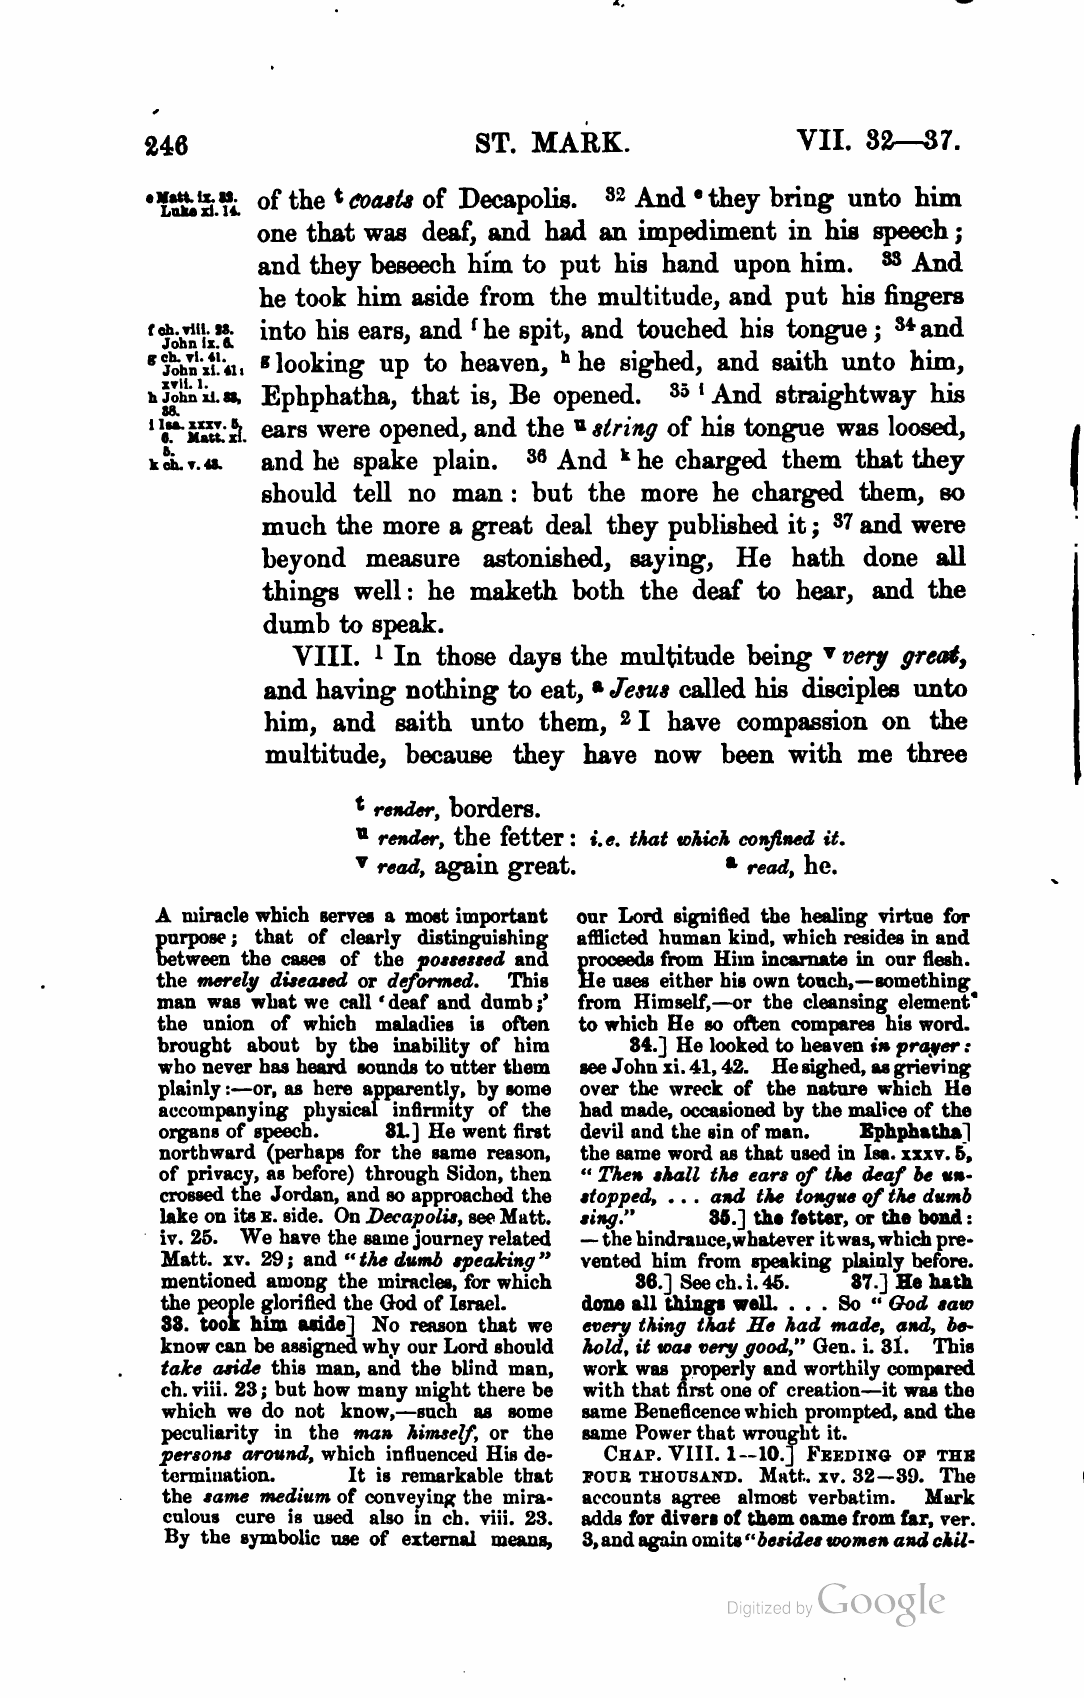 246 ST. MARK. VII. 32—37.
e Matt. ix. 32.
Luke xi. 14.
of the t coasts of Decapolis. 32 And e they bring unto him
one that was deaf, and had an impediment in his speech;
and they beseech him to put his hand upon him. 33 And
he took him aside from the multitude, and put his fingers
f ch. viii. 23.
John ix. 6.
into his ears, and f he spit, and touched his tongue; 34 and
g ch. vi. 41.
John xi. 41:
xvii. 1.
g looking up to heaven, h he sighed, and saith unto him,
h John xi. 33,
38.
Ephphatha, that is, Be opened. 35 i And straightway his
i Isa. xxxv. 5,
6. Matt. xi.
5.
ears were opened, and the u string of his tongue was loosed,
k ch. v. 43.
and he spake plain. 36 And k he charged them that they
should tell no man: but the more he charged them, so
much the more a great deal they published it; 37 and were
beyond measure astonished, saying, He hath done all
things well: he maketh both the deaf to hear, and the
dumb to speak.
VIII. 1 In those days the multitude being v very great,
and having nothing to eat, a Jesus called his disciples unto
him, and saith unto them, 2 I have compassion on the
multitude, because they have now been with me three
t render, borders.
u render, the fetter: i.e. that which confined it.
v read, again great. a read, he.
A miracle which serves a most important
purpose; that of clearly distinguishing
between the cases of the possessed and
the merely diseased or deformed. This
man was what we call 'deaf and dumb;'
the union of which maladies is often
brought about by the inability of him
who never has heard sounds to utter them
plainly:—or, as here apparently, by some
accompanying physical infirmity of the
organs of speech. 31.] He went first
northward (perhaps for the same reason,
of privacy, as before) through Sidon, then
crossed the Jordan, and so approached the
lake on its E. side. On Decapolis, see Matt.
iv. 25. We have the same journey related
Matt. xv. 29; and "the dumb speaking"
mentioned among the miracles, for which
the people glorified the God of Israel.
33. took him aside] No reason that we
know can be assigned why our Lord should
take aside this man, and the blind man,
ch. viii. 23; but how many might there be
which we do not know,—such as some
peculiarity in the man himself, or the
persons around, which influenced His de-
termination. It is remarkable that
the same medium of conveying the mira-
culous cure is used also in ch. viii. 23.
By the symbolic use of external means,
our Lord signified the healing virtue for
afflicted human kind, which resides in and
proceeds from Him incarnate in our flesh.
He uses either his own touch,—something
from Himself,—or the cleansing element
to which He so often compares his word.
34.] He looked to heaven in prayer:
see John xi. 41, 42. He sighed, as grieving
over the wreck of the nature which He
had made, occasioned by the malice of the
devil and the sin of man. Ephphatha]
the same word as that used in Isa. xxxv. 5,
"Then shall the ears of the deaf be un-
stopped, ... and the tongue of the dumb
sing." 35.] the fetter, or the bond:
—the hindrance, whatever it was, which pre-
vented him from speaking plainly before.
36.] See ch. i. 45. 37.] He hath
done all things well. . . . So "God saw
every thing that He had made, and, be-
hold, it was very good," Gen. i. 31. This
work was properly and worthily compared
with that first one of creation—it was the
same Beneficence which prompted, and the
same Power that wrought it.
CHAP. VIII. 1--10.] FEEDING OF THE
FOUR THOUSAND. Matt. xv. 32—39. The
accounts agree almost verbatim. Mark
adds for divers of them came from far, ver.
3, and again omits "besides women and chil-
Digitized by Google